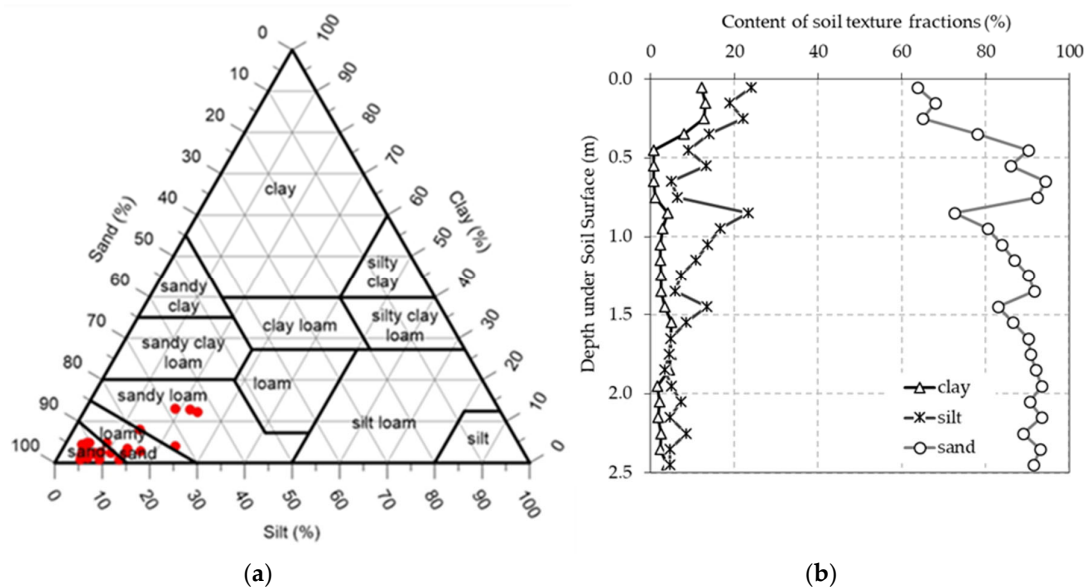 Content of soil texture fractions (%)
0 20 40 60 80 100
0 100
10 90
20 80
30 70
40 60
50 50
60 40
70 30
80 20
90 10
100 0
Sand (%)
Clay (%)
clay
silty
clay
sandy
clay
clay loam
silty clay
loam
sandy clay
loam
loam
sandy loam
silt loam
silt
loamy
sand
sand
0 10 20 30 40 50 60 70 80 90 100
Silt (%)
Depth under Soil Surface (m)
0.0
0.5
1.0
1.5
2.0
2.5
clay
silt
sand
(a)
(b)